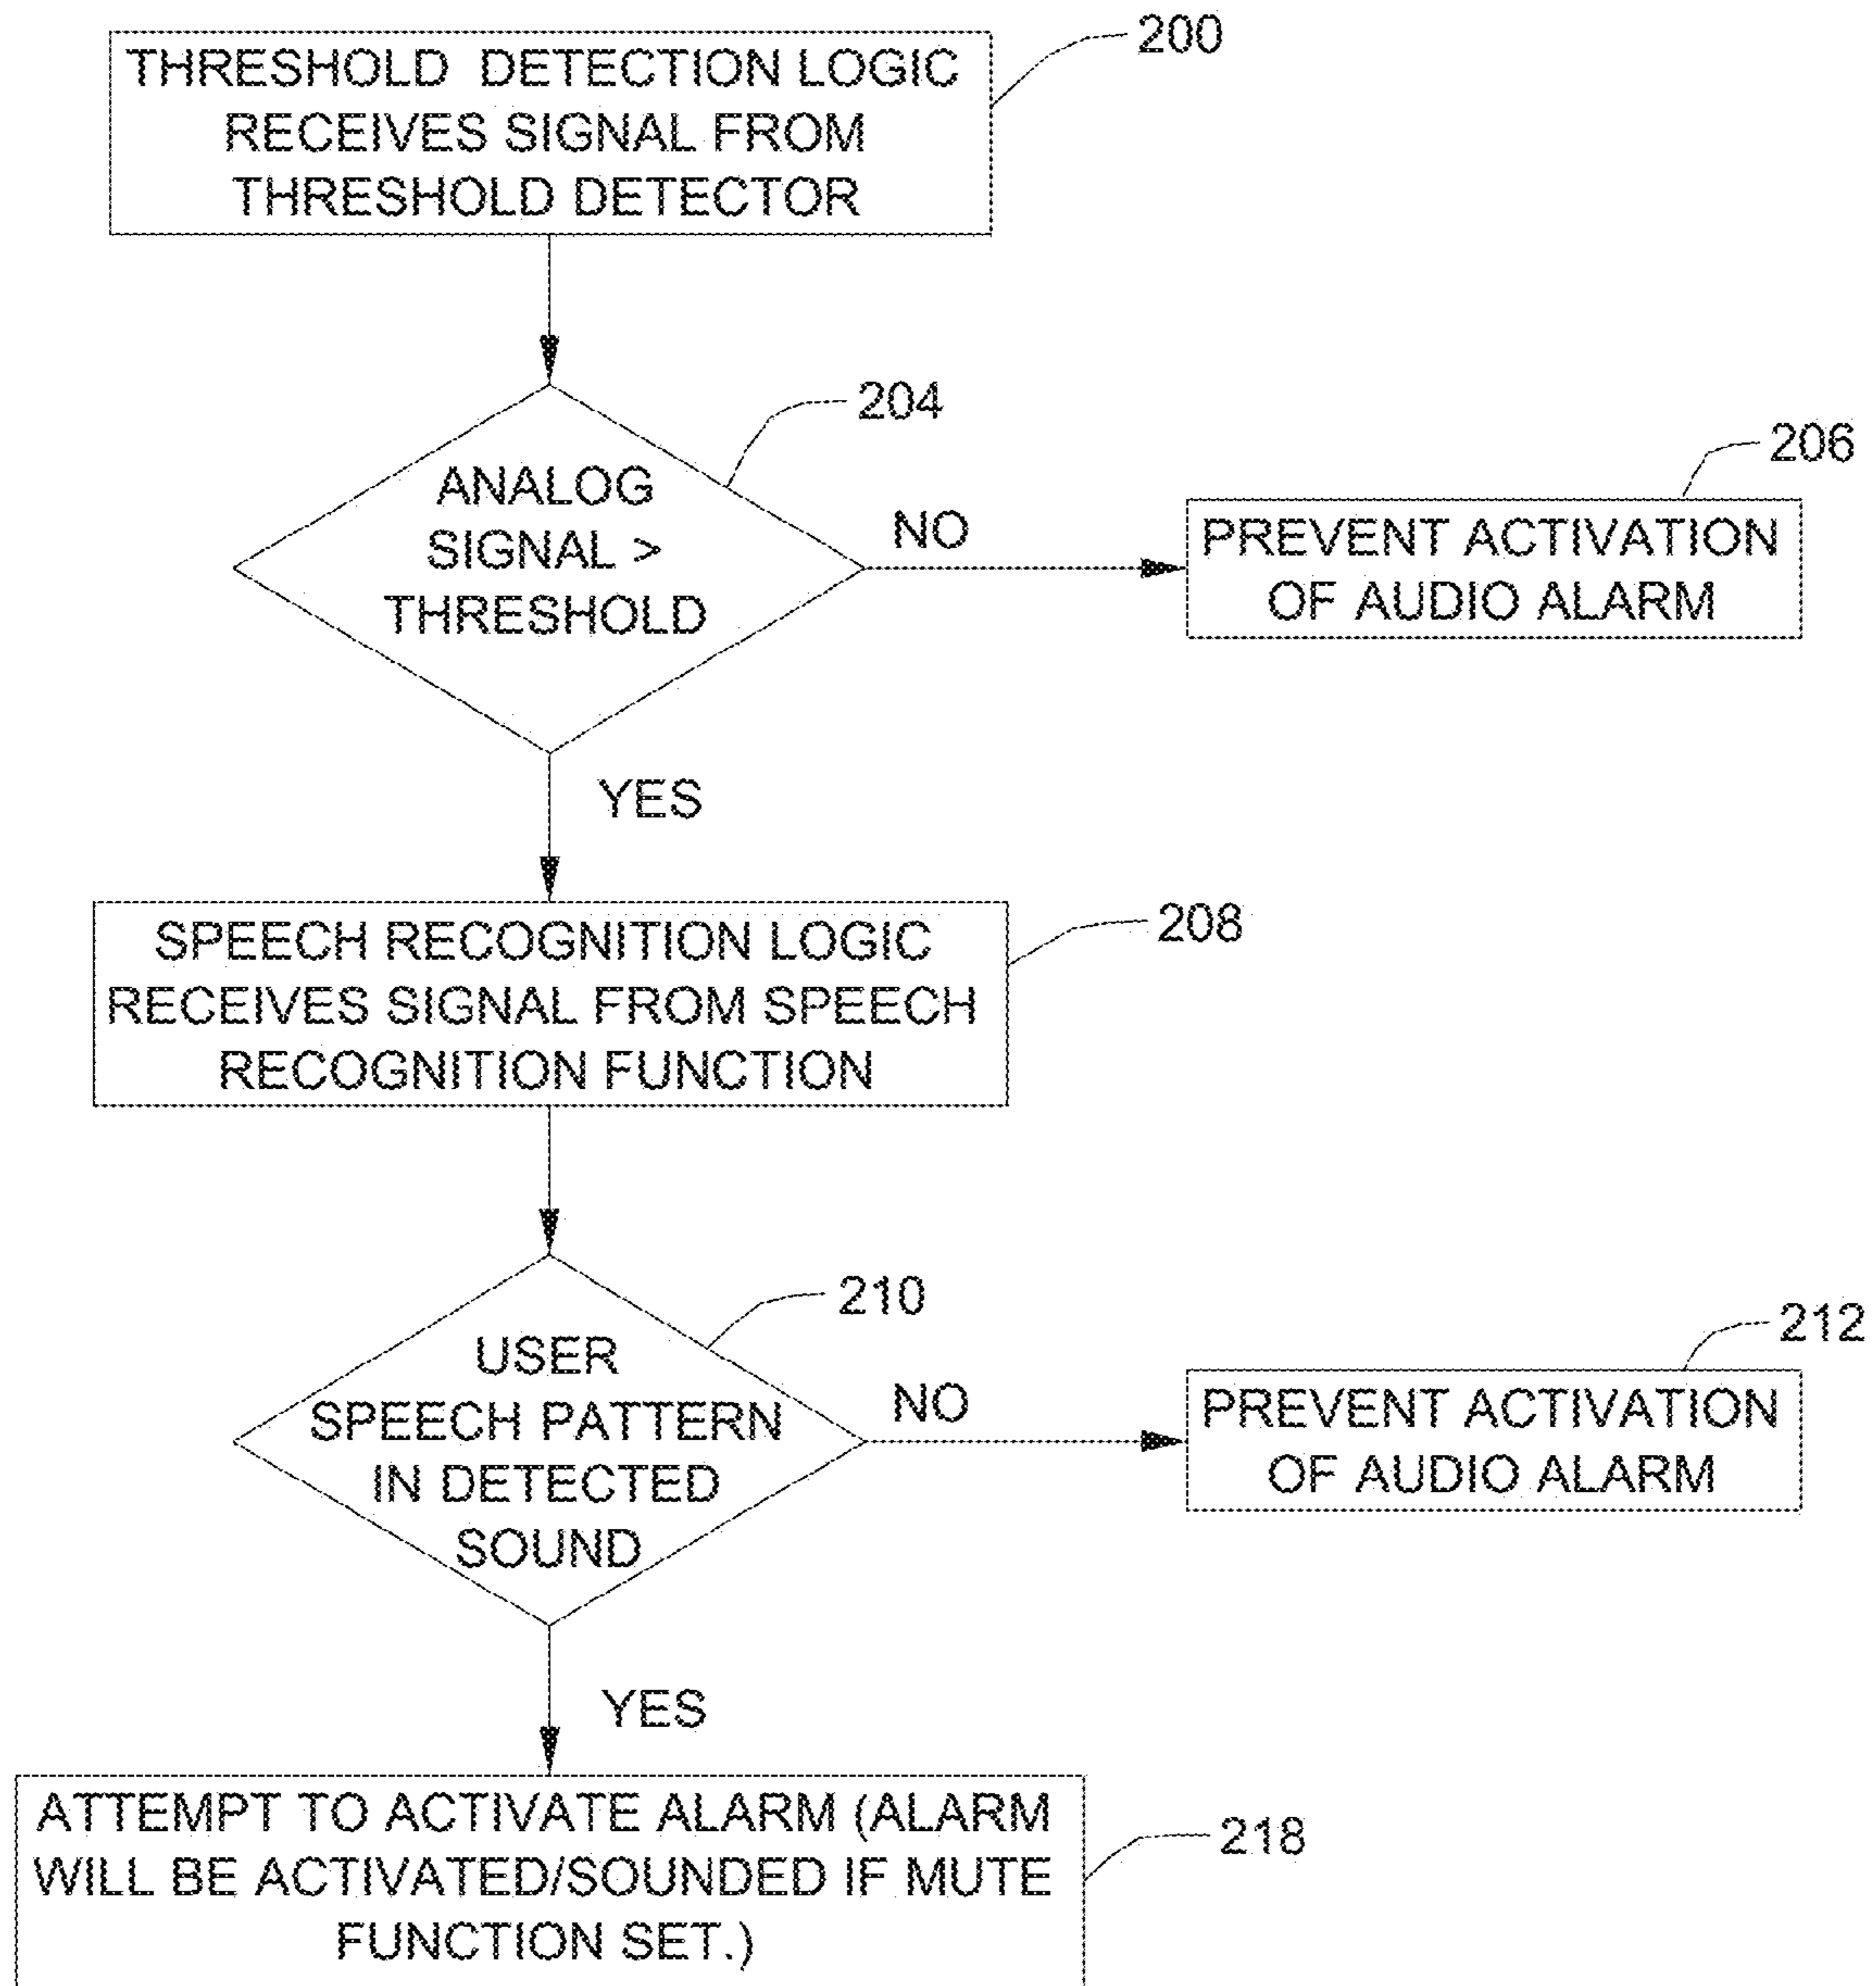 200
THRESHOLD DETECTION LOGIC
RECEIVES SIGNAL FROM
THRESHOLD DETECTOR
204
ANALOG
SIGNAL >
THRESHOLD
NO
206
PREVENT ACTIVATION
OF AUDIO ALARM
YES
208
SPEECH RECOGNITION LOGIC
RECEIVES SIGNAL FROM SPEECH
RECOGNITION FUNCTION
210
USER
SPEECH PATTERN
IN DETECTED
SOUND
NO
212
PREVENT ACTIVATION
OF AUDIO ALARM
YES
218
ATTEMPT TO ACTIVATE ALARM (ALARM
WILL BE ACTIVATED/SOUNDED IF MUTE
FUNCTION SET.)